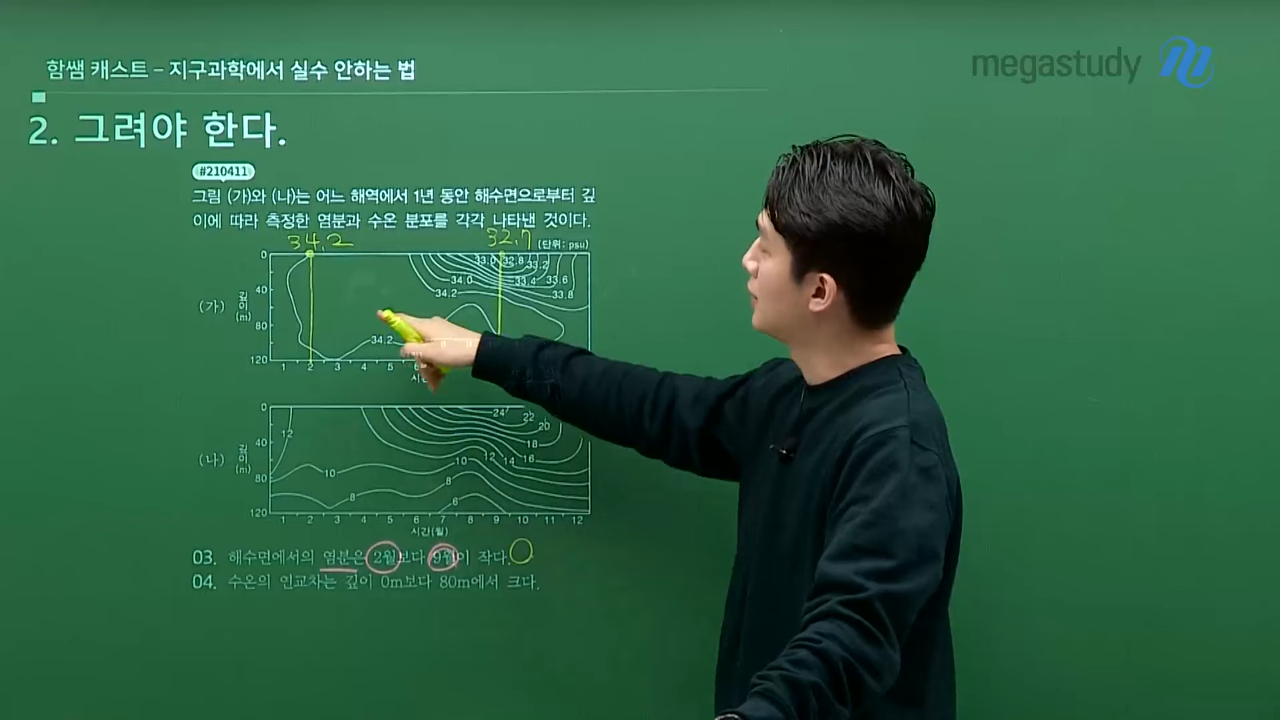 함쌤 캐스트 – 지구과학에서 실수 안하는 법
megastudy
2. 그려야 한다.
#210411
그림 (가)와 (나)는 어느 해역에서 1년 동안 해수면으로부터 깊
이에 따라 측정한 염분과 수온 분포를 각각 나타낸 것이다.
34.2
32.7
(단위: psu)
(가)
깊이(m)
0
40
80
120
33.0 32.8 33.2
34.0 33.4 33.6
34.2 33.8
34.2
1 2 3 4 5 6
(나)
깊이(m)
0
40
80
120
12 24 22
20
18
10 10 12 14 16
8 8
6
1 2 3 4 5 6 7 8 9 10 11 12
시간(월)
03. 해수면에서의 염분은 2월보다 9월이 작다.
04. 수온의 연교차는 깊이 0m보다 80m에서 크다.